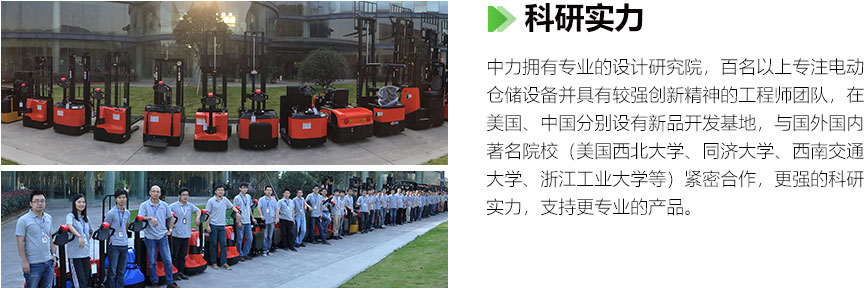 科研实力
中力拥有专业的设计研究院，百名以上专注电动
仓储设备并具有较强创新精神的工程师团队，在
美国、中国分别设有新品开发基地，与国外国内
著名院校（美国西北大学、同济大学、西南交通
大学、浙江工业大学等）紧密合作，更强的科研
实力，支持更专业的产品。